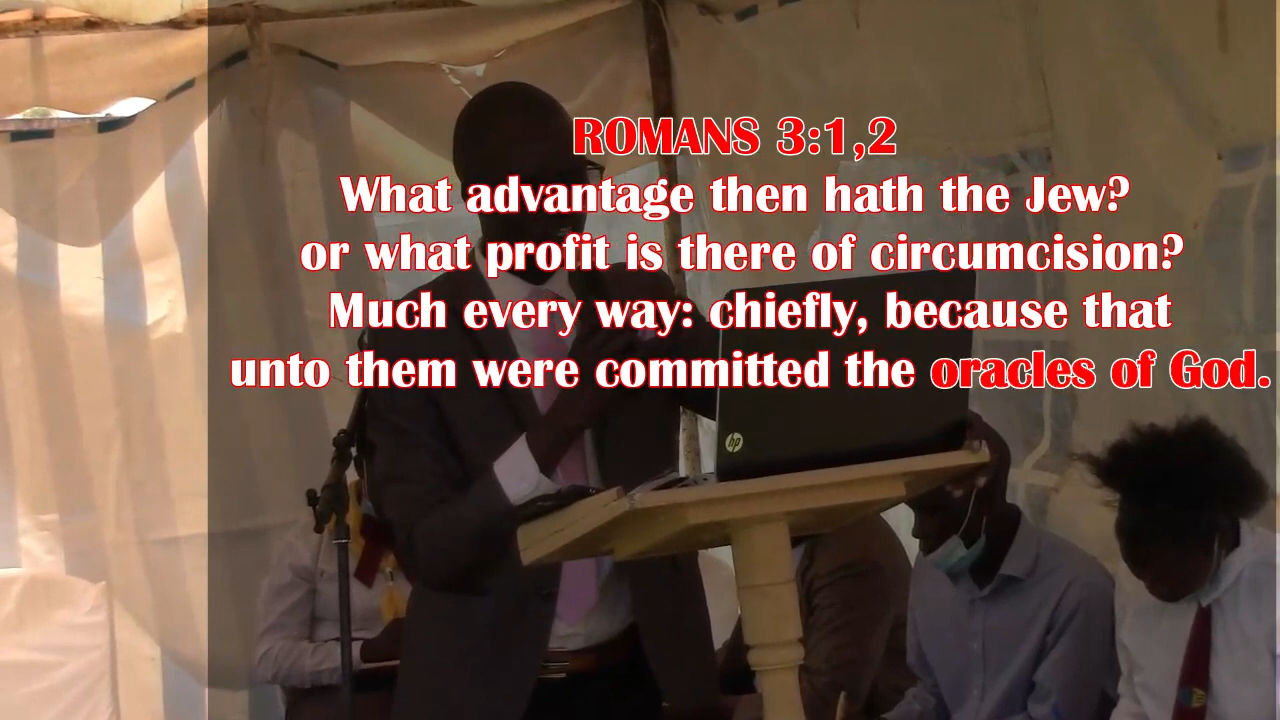 ROMANS 3:1,2
What advantage then hath the Jew?
or what profit is there of circumcision?
Much every way: chiefly, because that
unto them were committed the oracles of God.
hp